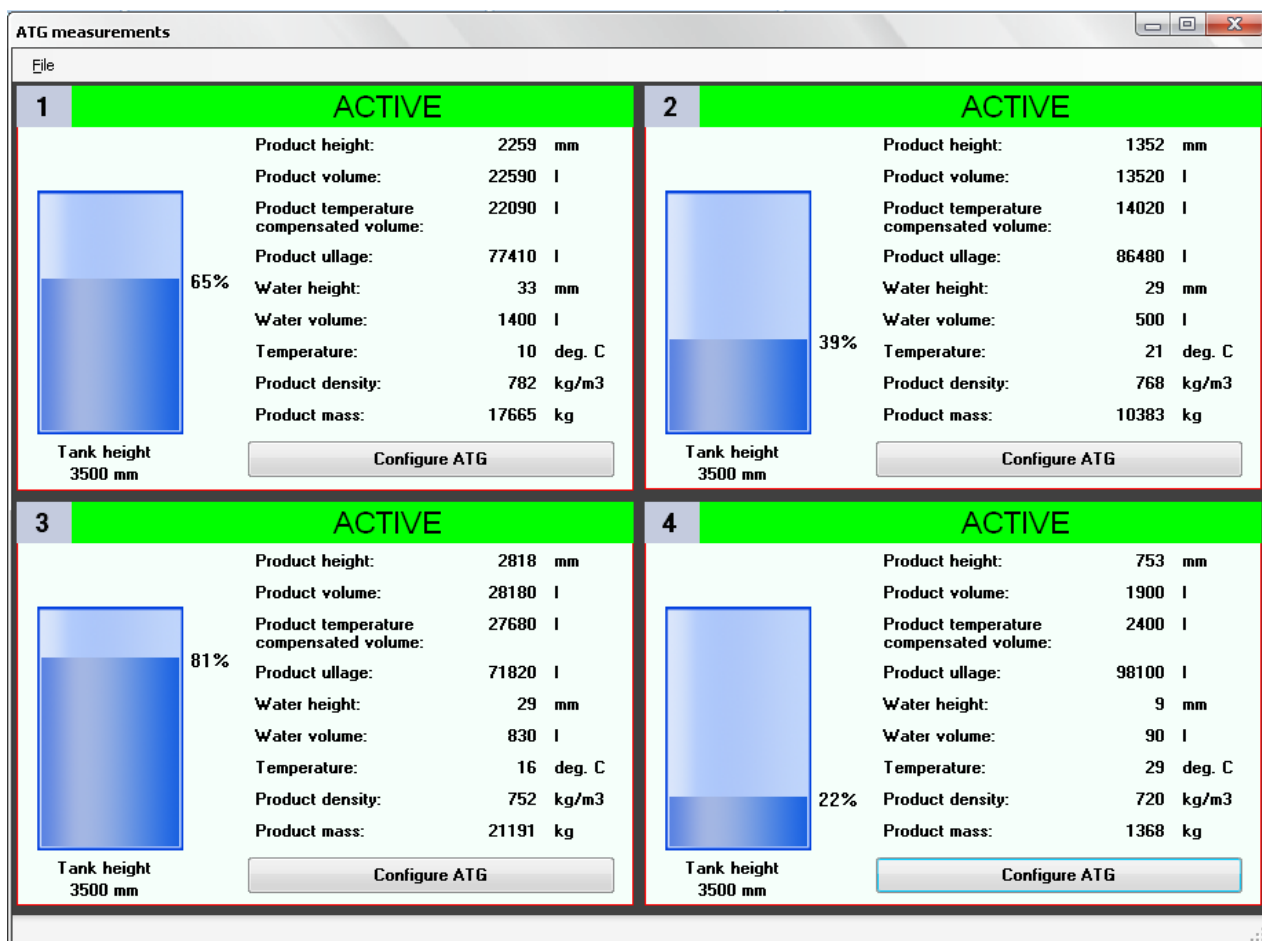 ATG measurements
File
1 ACTIVE
Product height: 2259 mm
Product volume: 22590 l
Product temperature
compensated volume: 22090 l
Product ullage: 77410 l
65%
Water height: 33 mm
Water volume: 1400 l
Temperature: 10 deg. C
Product density: 782 kg/m3
Product mass: 17665 kg
Tank height
3500 mm
Configure ATG
2 ACTIVE
Product height: 1352 mm
Product volume: 13520 l
Product temperature
compensated volume: 14020 l
Product ullage: 86480 l
Water height: 29 mm
Water volume: 500 l
39%
Temperature: 21 deg. C
Product density: 768 kg/m3
Product mass: 10383 kg
Tank height
3500 mm
Configure ATG
3 ACTIVE
Product height: 2818 mm
Product volume: 28180 l
Product temperature
compensated volume: 27680 l
81%
Product ullage: 71820 l
Water height: 29 mm
Water volume: 830 l
Temperature: 16 deg. C
Product density: 752 kg/m3
Product mass: 21191 kg
Tank height
3500 mm
Configure ATG
4 ACTIVE
Product height: 753 mm
Product volume: 1900 l
Product temperature
compensated volume: 2400 l
Product ullage: 98100 l
Water height: 9 mm
Water volume: 90 l
Temperature: 29 deg. C
22%
Product density: 720 kg/m3
Product mass: 1368 kg
Tank height
3500 mm
Configure ATG